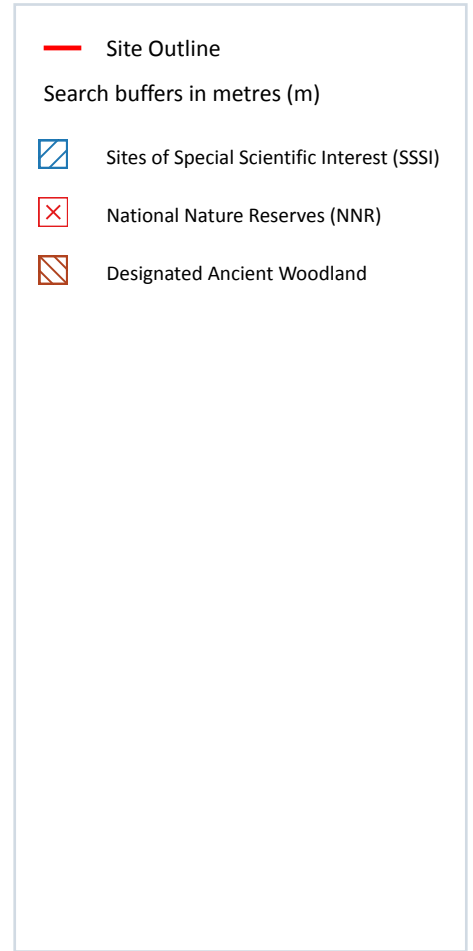 Site Outline
Search buffers in metres (m)
Sites of Special Scientific Interest (SSSI)
National Nature Reserves (NNR)
Designated Ancient Woodland